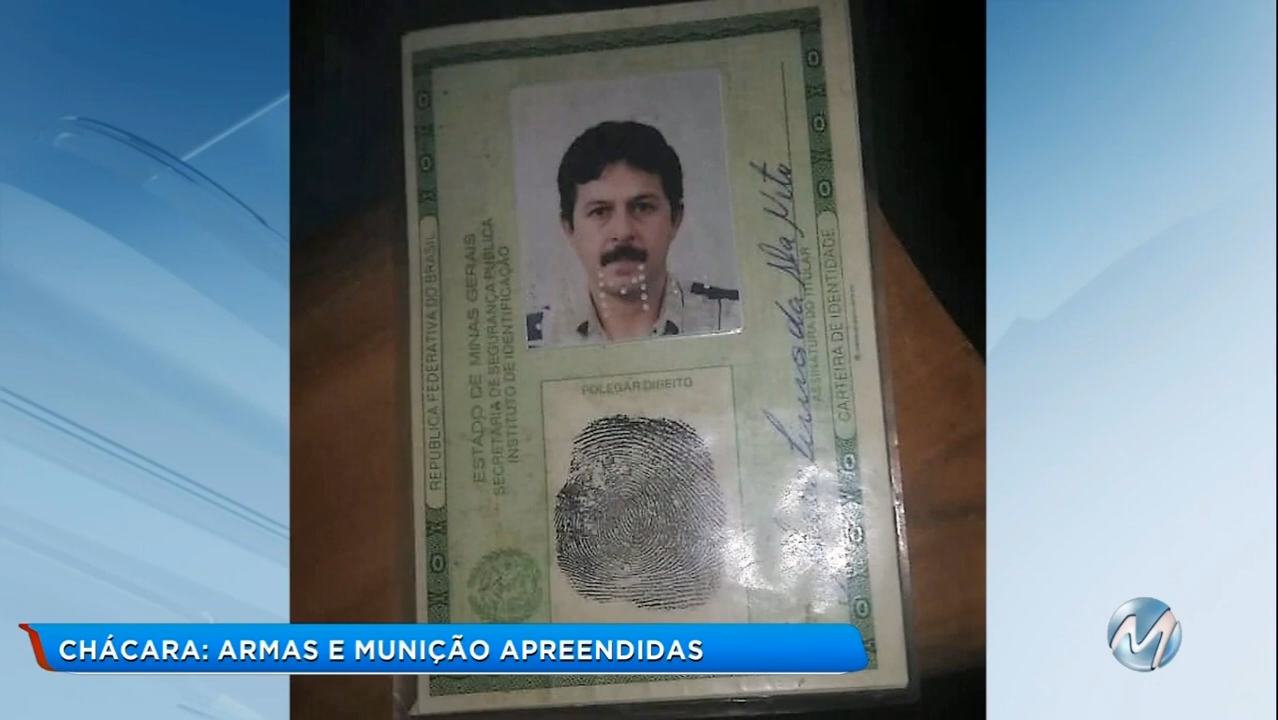 REPÚBLICA FEDERATIVA DO BRASIL
ESTADO DE MINAS GERAIS
SECRETARIA DE SEGURANÇA PÚBLICA
INSTITUTO DE IDENTIFICAÇÃO
POLEGAR DIREITO
da
ASSINATURA DO TITULAR
CARTEIRA DE IDENTIDADE
CHÁCARA: ARMAS E MUNIÇÃO APREENDIDAS
M